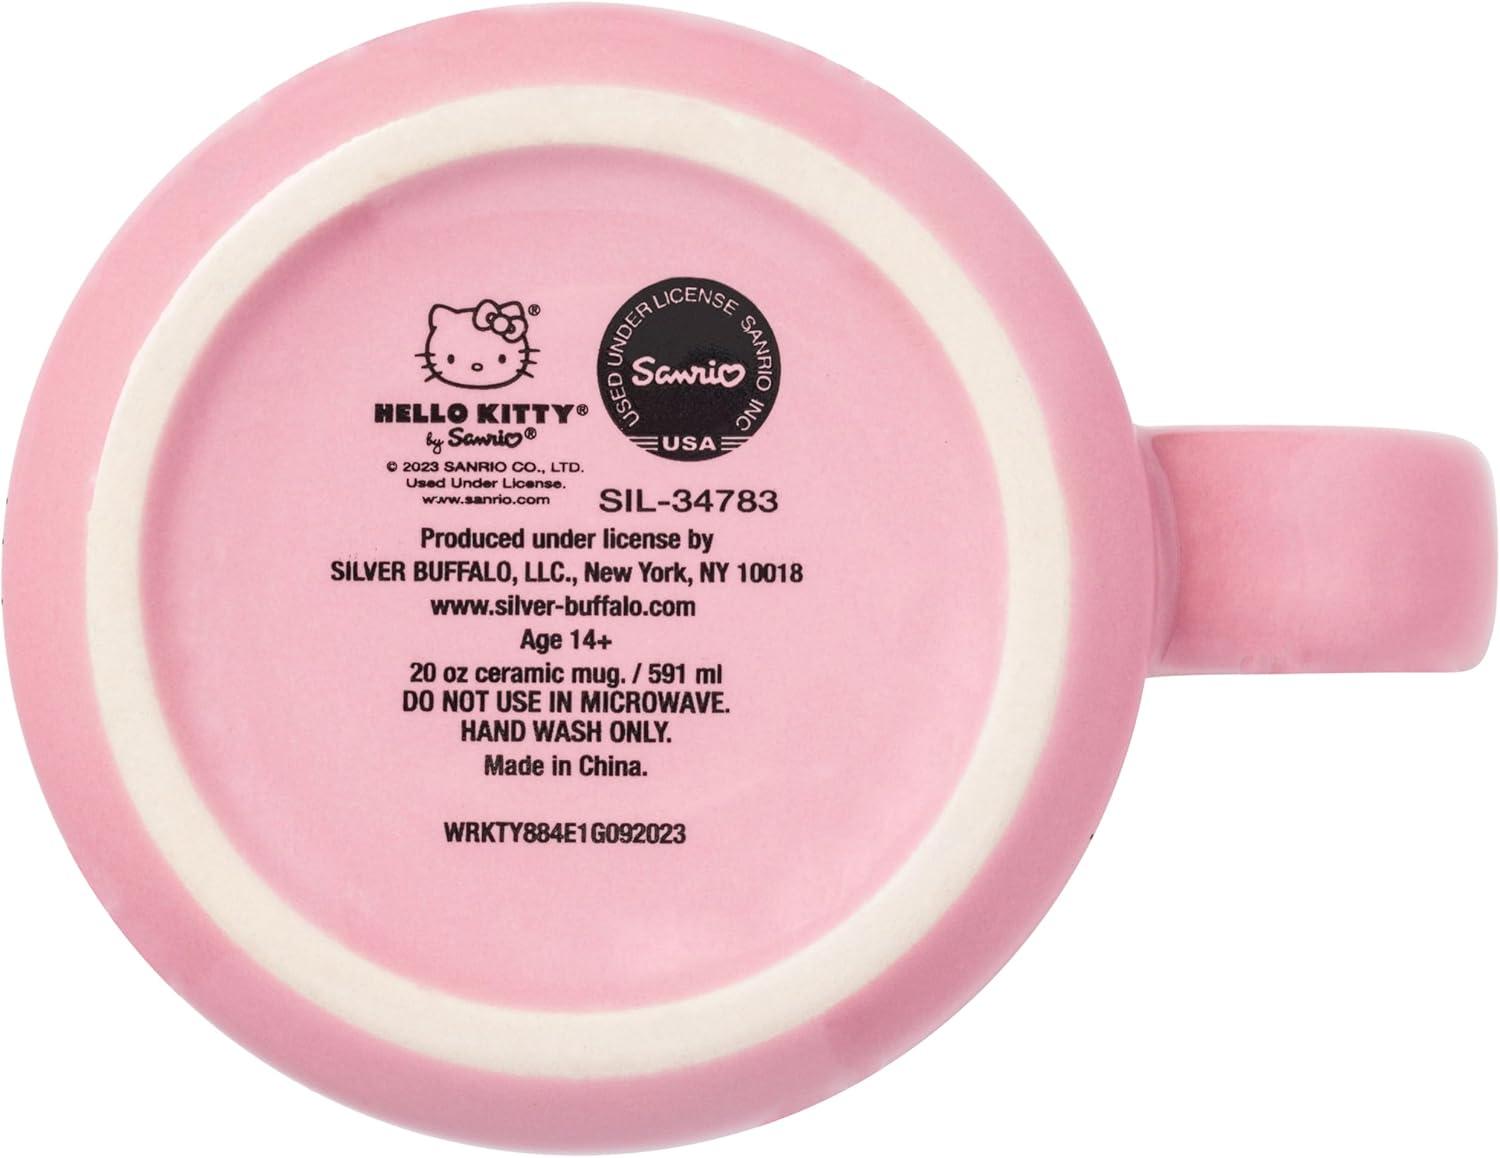 HELLO KITTY®
by Sanrio®
© 2023 SANRIO CO., LTD.
Used Under License.
www.sanrio.com
USED UNDER LICENSE SANRIO INC
Sanrio
USA
SIL-34783
Produced under license by
SILVER BUFFALO, LLC., New York, NY 10018
www.silver-buffalo.com
Age 14+
20 oz ceramic mug. / 591 ml
DO NOT USE IN MICROWAVE.
HAND WASH ONLY.
Made in China.
WRKTY884E1G092023